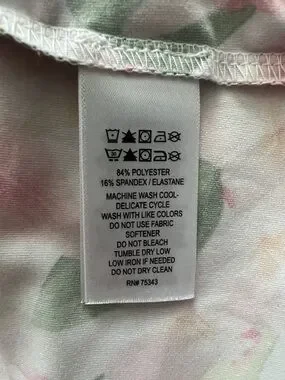 84% POLYESTER
16% SPANDEX / ELASTANE
MACHINE WASH COOL-
DELICATE CYCLE
WASH WITH LIKE COLORS
DO NOT USE FABRIC
SOFTENER
DO NOT BLEACH
TUMBLE DRY LOW
LOW IRON IF NEEDED
DO NOT DRY CLEAN
RN# 75343